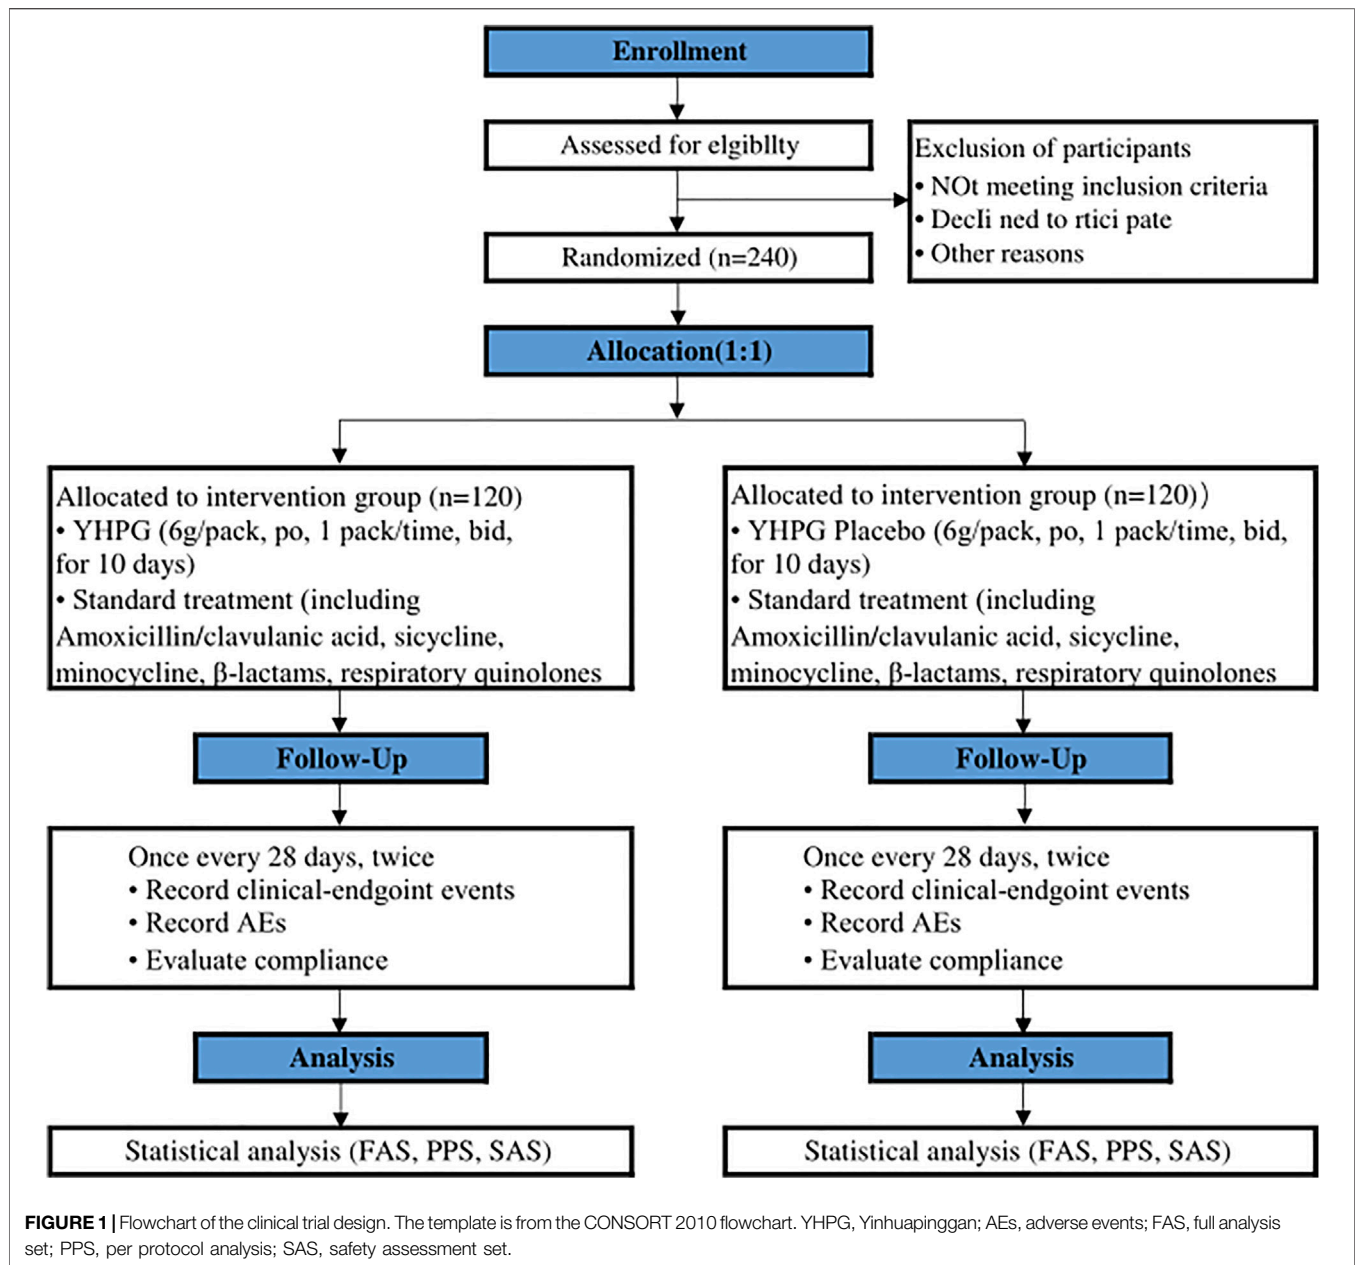 Enrollment
Assessed for elgibllty
Exclusion of participants
• NOt meeting inclusion criteria
• DecIi ned to rtici pate
• Other reasons
Randomized (n=240)
Allocation(1:1)
Allocated to intervention group (n=120)
• YHPG (6g/pack, po, 1 pack/time, bid,
for 10 days)
• Standard treatment (including
Amoxicillin/clavulanic acid, sicycline,
minocycline, β-lactams, respiratory quinolones
Allocated to intervention group (n=120))
• YHPG Placebo (6g/pack, po, 1 pack/time, bid,
for 10 days)
• Standard treatment (including
Amoxicillin/clavulanic acid, sicycline,
minocycline, β-lactams, respiratory quinolones
Follow-Up
Follow-Up
Once every 28 days, twice
• Record clinical-endgoint events
• Record AEs
• Evaluate compliance
Once every 28 days, twice
• Record clinical-endgoint events
• Record AEs
• Evaluate compliance
Analysis
Analysis
Statistical analysis (FAS, PPS, SAS)
Statistical analysis (FAS, PPS, SAS)
FIGURE 1 | Flowchart of the clinical trial design. The template is from the CONSORT 2010 flowchart. YHPG, Yinhuapinggan; AEs, adverse events; FAS, full analysis
set; PPS, per protocol analysis; SAS, safety assessment set.